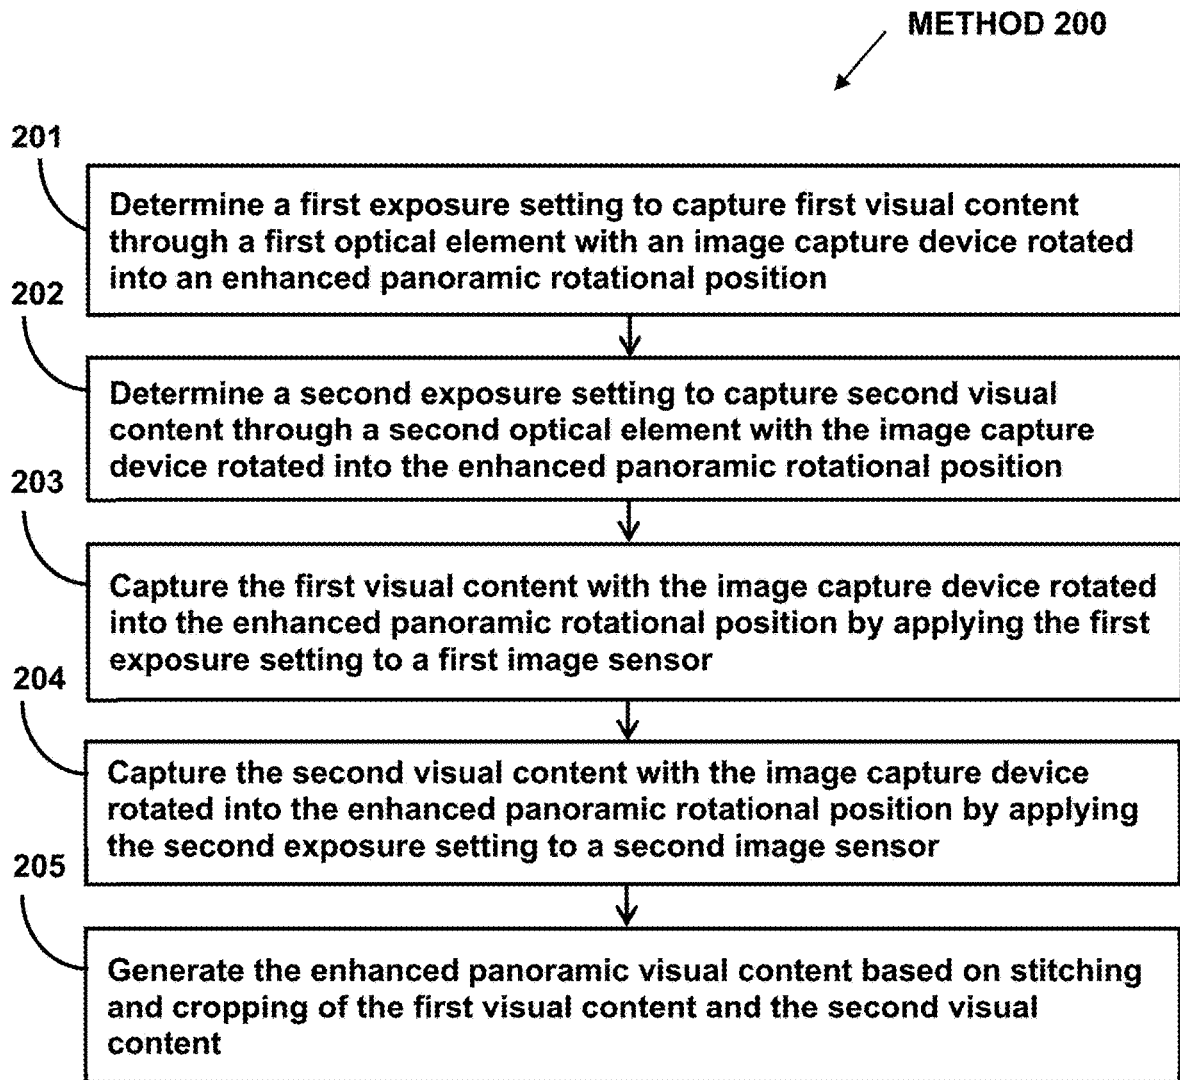 METHOD 200
201
Determine a first exposure setting to capture first visual content
through a first optical element with an image capture device rotated
into an enhanced panoramic rotational position
202
Determine a second exposure setting to capture second visual
content through a second optical element with the image capture
device rotated into the enhanced panoramic rotational position
203
Capture the first visual content with the image capture device rotated
into the enhanced panoramic rotational position by applying the first
exposure setting to a first image sensor
204
Capture the second visual content with the image capture device
rotated into the enhanced panoramic rotational position by applying
the second exposure setting to a second image sensor
205
Generate the enhanced panoramic visual content based on stitching
and cropping of the first visual content and the second visual
content